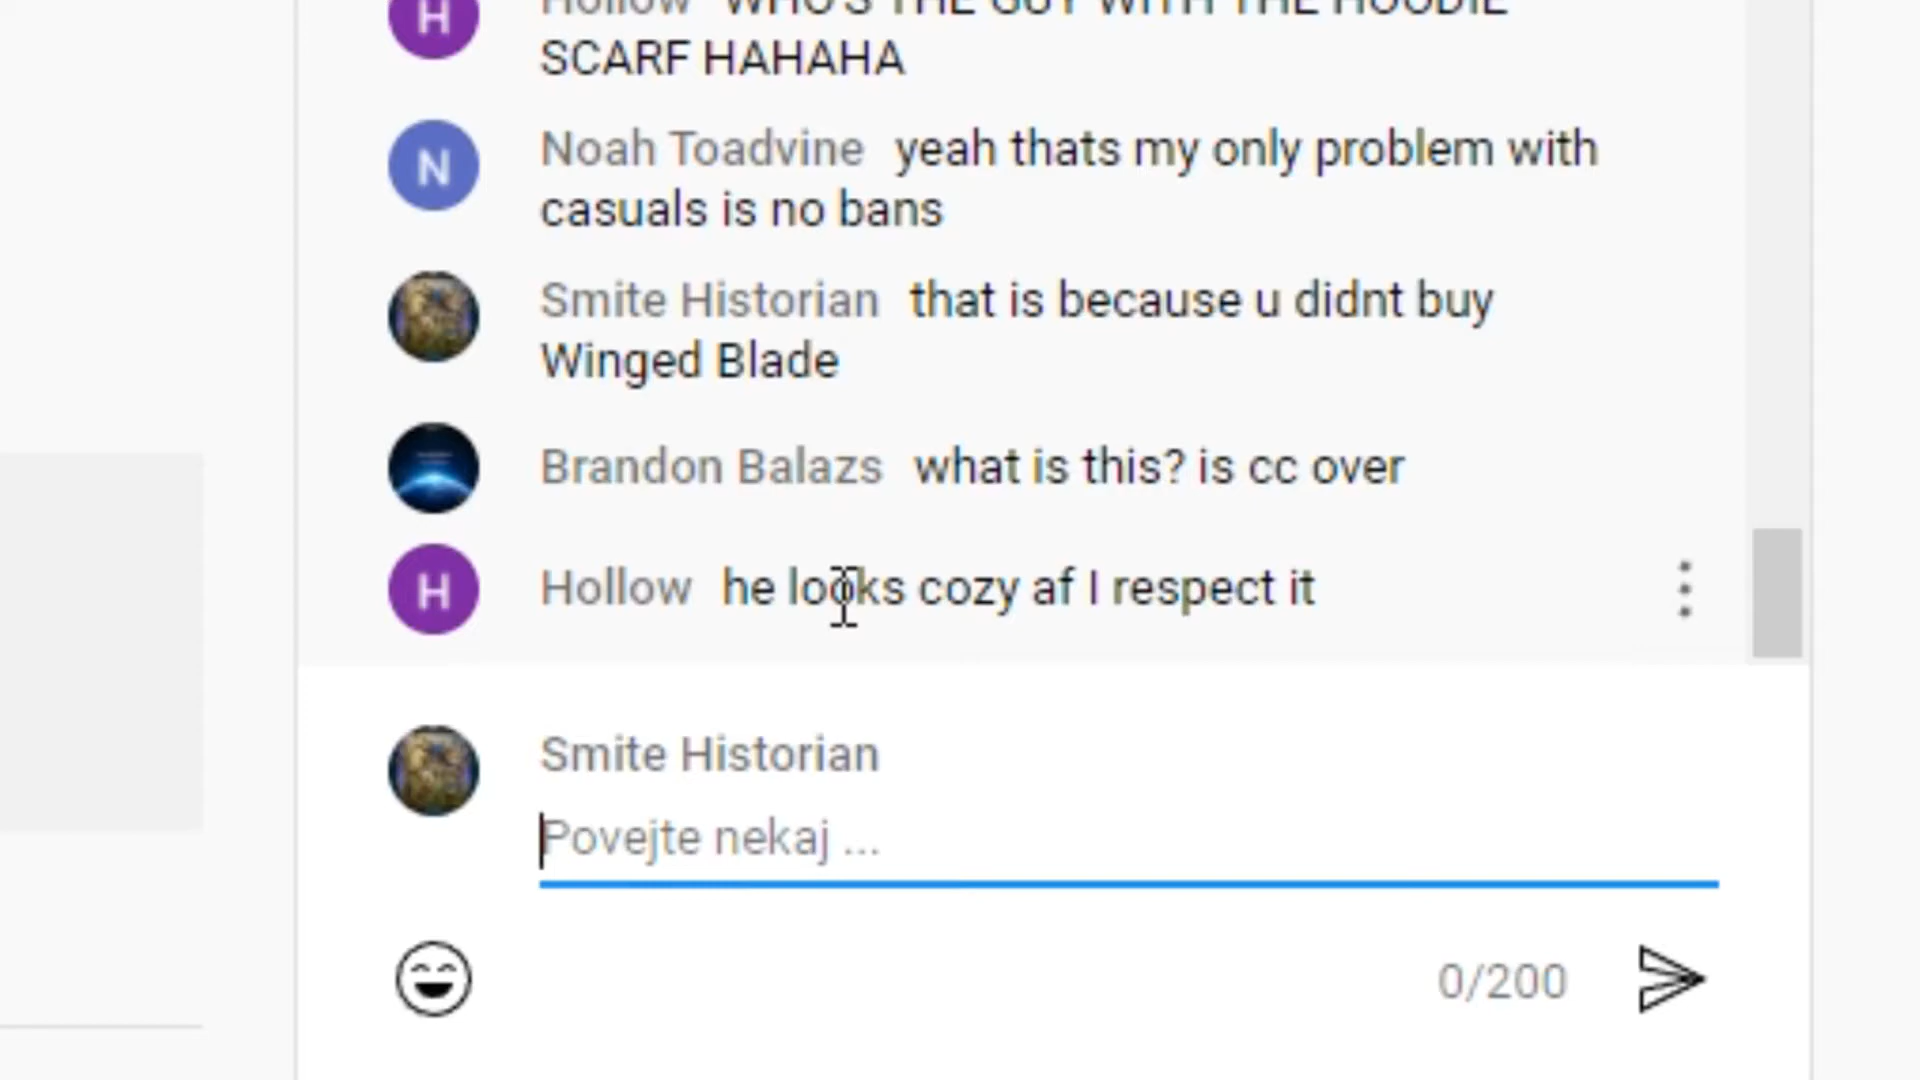 H Hollow WHO'S THE GUY WITH THE HOODIE
SCARF HAHAHA
N Noah Toadvine yeah thats my only problem with
casuals is no bans
Smite Historian that is because u didnt buy
Winged Blade
Brandon Balazs what is this? is cc over
H Hollow he looks cozy af I respect it
Smite Historian
Povejte nekaj ...
0/200